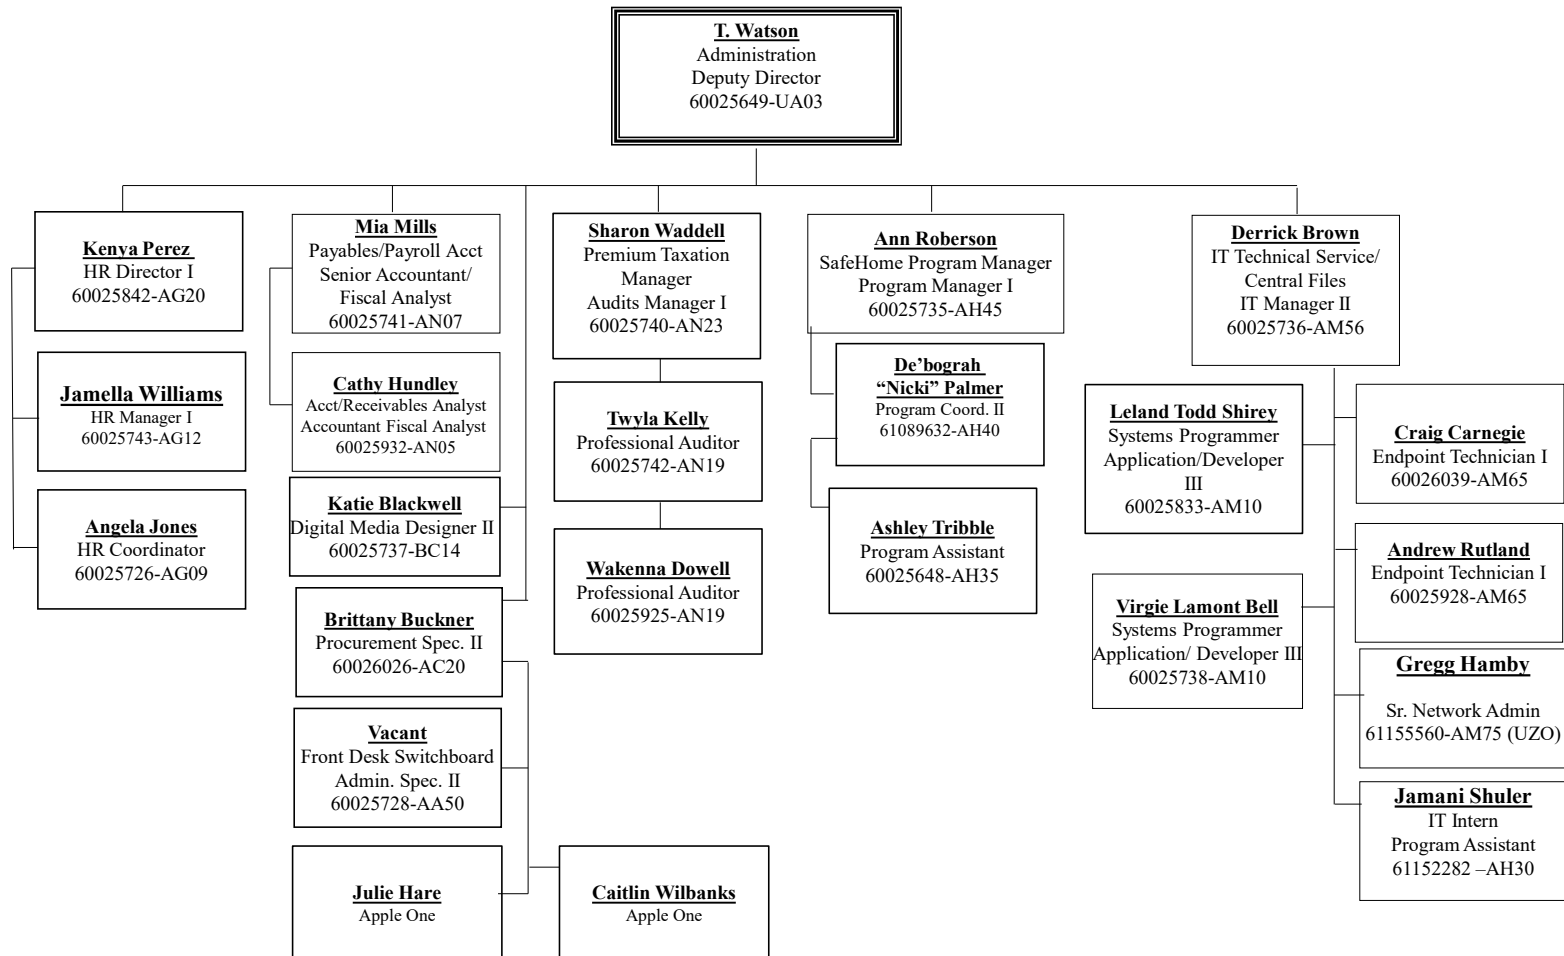 T. Watson
Administration
Deputy Director
60025649-UA03
Kenya Perez
HR Director I
60025842-AG20
Jamella Williams
HR Manager I
60025743-AG12
Angela Jones
HR Coordinator
60025726-AG09
Mia Mills
Payables/Payroll Acct
Senior Accountant/
Fiscal Analyst
60025741-AN07
Cathy Hundley
Acct/Receivables Analyst
Accountant Fiscal Analyst
60025932-AN05
Katie Blackwell
Digital Media Designer II
60025737-BC14
Brittany Buckner
Procurement Spec. II
60026026-AC20
Vacant
Front Desk Switchboard
Admin. Spec. II
60025728-AA50
Julie Hare
Apple One
Caitlin Wilbanks
Apple One
Sharon Waddell
Premium Taxation
Manager
Audits Manager I
60025740-AN23
Twyla Kelly
Professional Auditor
60025742-AN19
Wakenna Dowell
Professional Auditor
60025925-AN19
Ann Roberson
SafeHome Program Manager
Program Manager I
60025735-AH45
De’bograh
“Nicki” Palmer
Program Coord. II
61089632-AH40
Ashley Tribble
Program Assistant
60025648-AH35
Derrick Brown
IT Technical Service/
Central Files
IT Manager II
60025736-AM56
Leland Todd Shirey
Systems Programmer
Application/Developer
III
60025833-AM10
Virgie Lamont Bell
Systems Programmer
Application/ Developer III
60025738-AM10
Craig Carnegie
Endpoint Technician I
60026039-AM65
Andrew Rutland
Endpoint Technician I
60025928-AM65
Gregg Hamby
Sr. Network Admin
61155560-AM75 (UZO)
Jamani Shuler
IT Intern
Program Assistant
61152282 –AH30